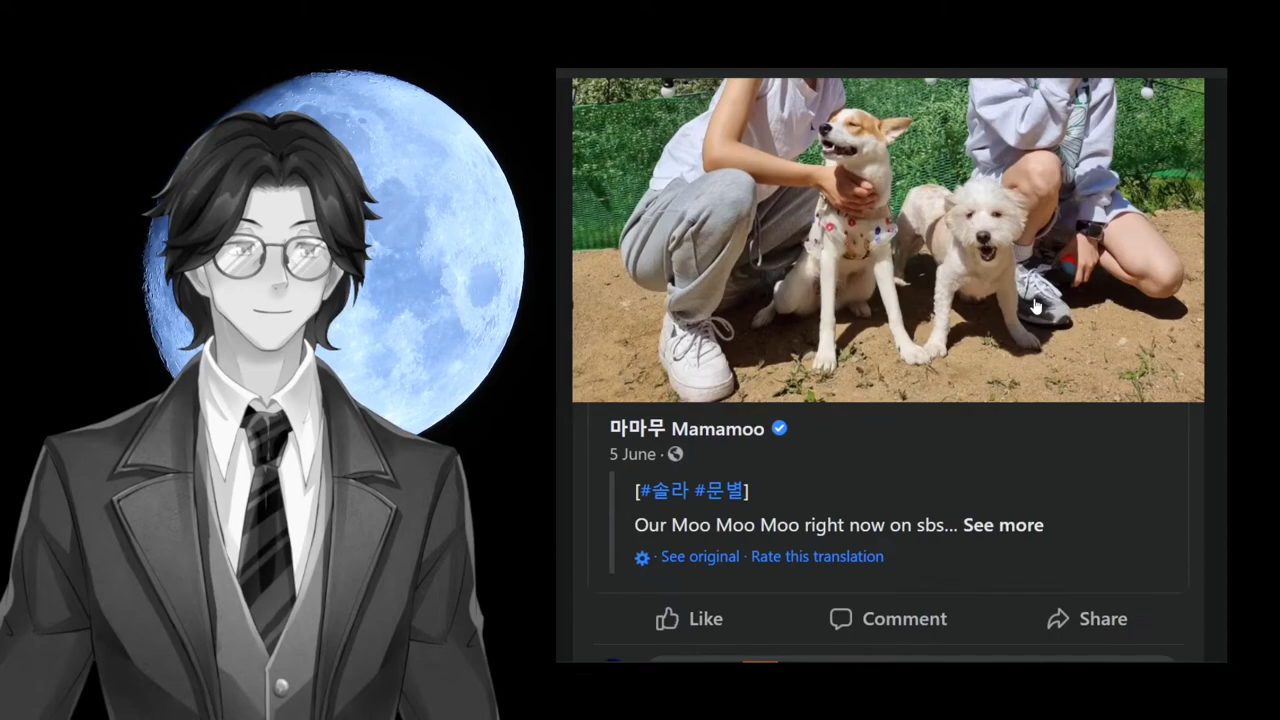 마마무 Mamamoo
5 June ·
[#솔라 #문별]
Our Moo Moo Moo right now on sbs... See more
· See original · Rate this translation
Like Comment Share